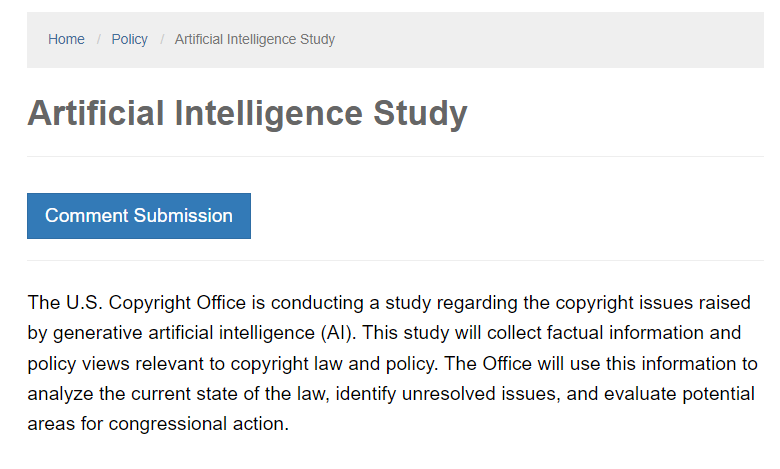 Home / Policy / Artificial Intelligence Study
Artificial Intelligence Study
Comment Submission
The U.S. Copyright Office is conducting a study regarding the copyright issues raised
by generative artificial intelligence (AI). This study will collect factual information and
policy views relevant to copyright law and policy. The Office will use this information to
analyze the current state of the law, identify unresolved issues, and evaluate potential
areas for congressional action.